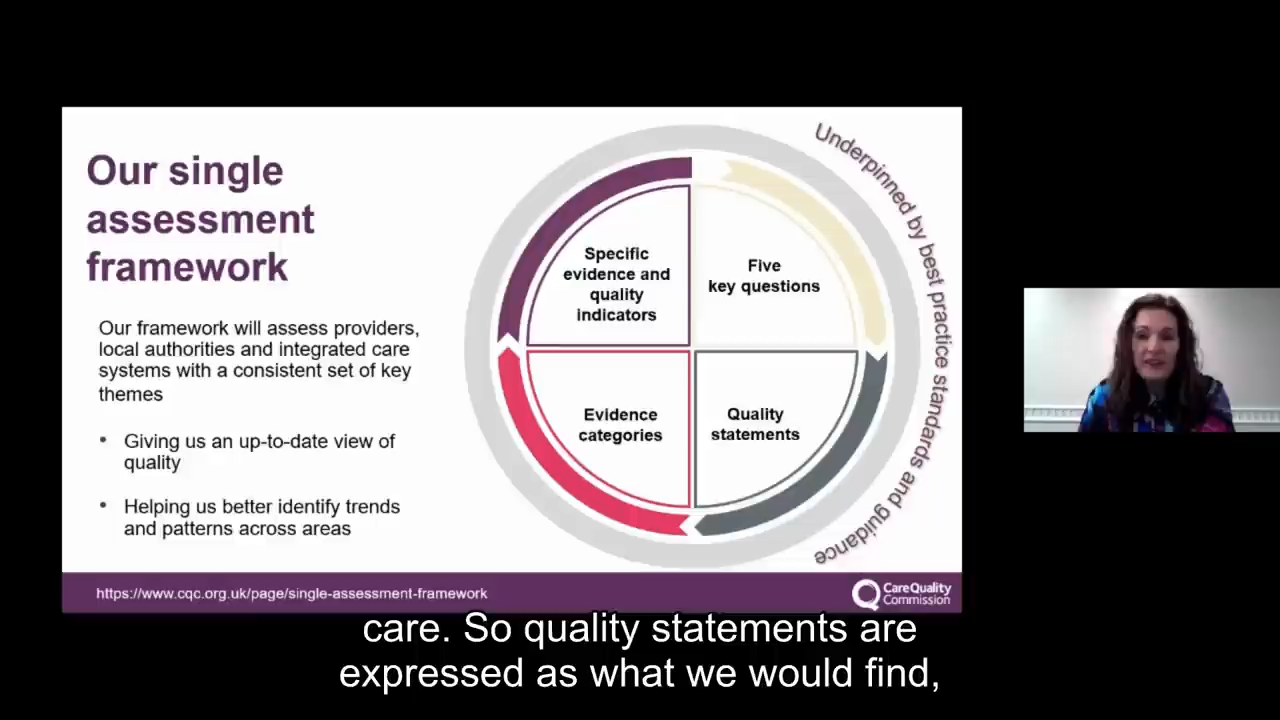 Our single
assessment
framework
Our framework will assess providers,
local authorities and integrated care
systems with a consistent set of key
themes
• Giving us an up-to-date view of
quality
• Helping us better identify trends
and patterns across areas
Specific
evidence and
quality
indicators
Five
key questions
Evidence
categories
Quality
statements
Underpinned by best practice standards and guidance
https://www.cqc.org.uk/page/single-assessment-framework
CareQuality
Commission
care. So quality statements are
expressed as what we would find,